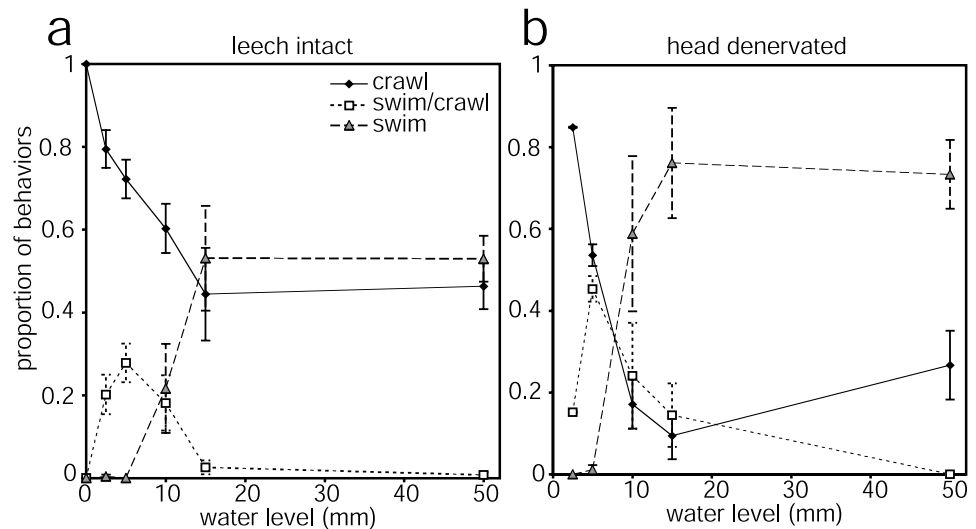 a
leech intact
b
head denervated
proportion of behaviors
1
0.8
0.6
0.4
0.2
0
crawl
swim/crawl
swim
0 10 20 30 40 50
water level (mm)
1
0.8
0.6
0.4
0.2
0
0 10 20 30 40 50
water level (mm)